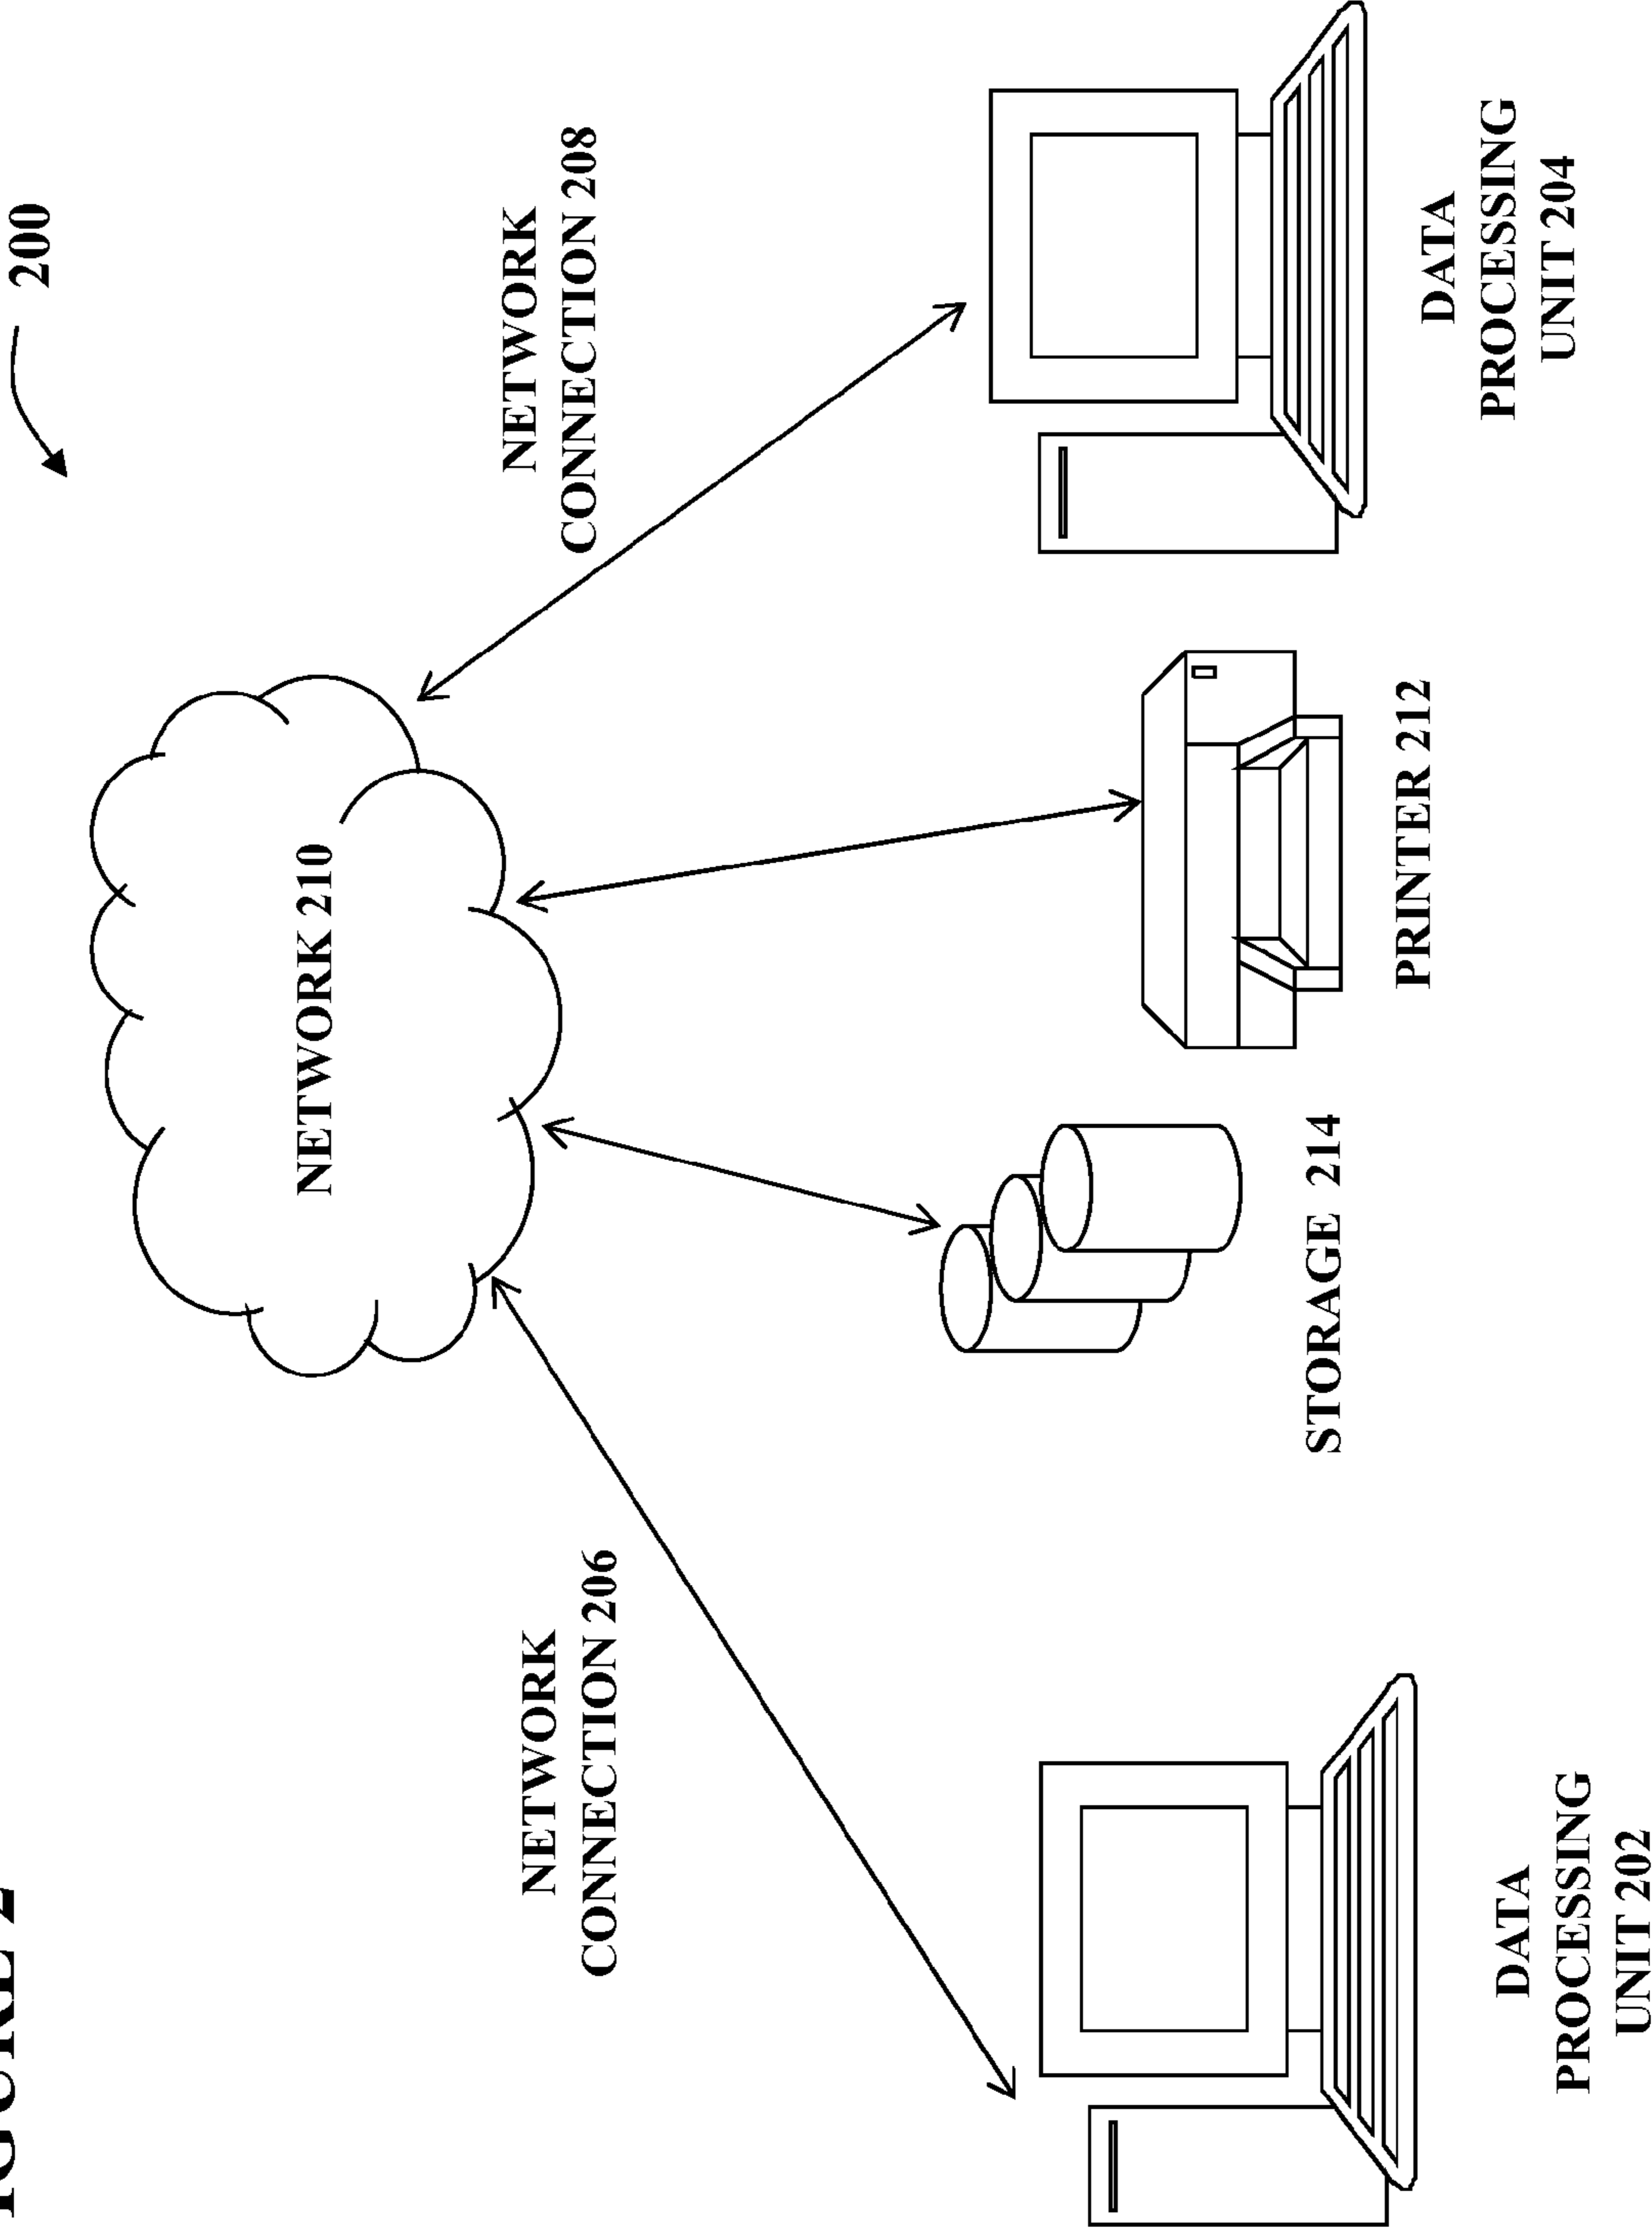 FIGURE 2
200
NETWORK 210
NETWORK
CONNECTION 206
NETWORK
CONNECTION 208
DATA
PROCESSING
UNIT 202
STORAGE 214
PRINTER 212
DATA
PROCESSING
UNIT 204